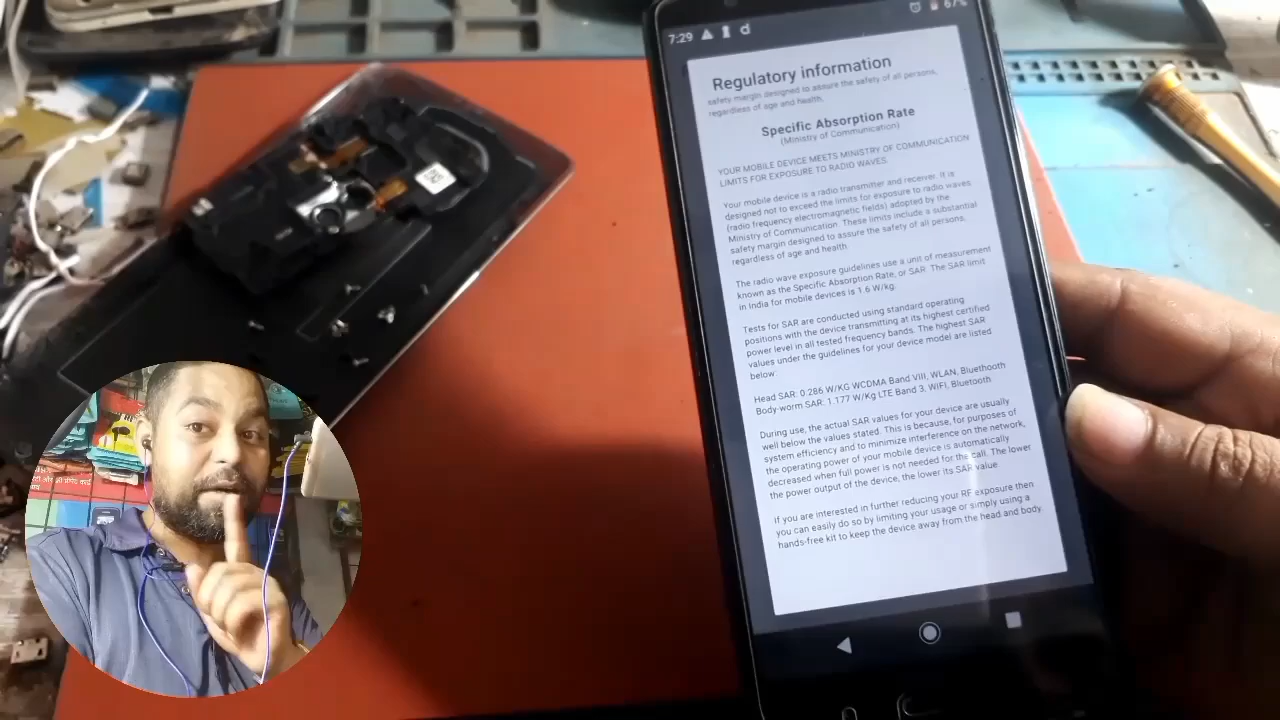 7:29
67%
Regulatory information
safety margin designed to assure the safety of all persons,
regardless of age and health.
Specific Absorption Rate
(Ministry of Communication)
YOUR MOBILE DEVICE MEETS MINISTRY OF COMMUNICATION
LIMITS FOR EXPOSURE TO RADIO WAVES.
Your mobile device is a radio transmitter and receiver. It is
designed not to exceed the limits for exposure to radio waves
(radio frequency electromagnetic fields) adopted by the
Ministry of Communication. These limits include a substantial
safety margin designed to assure the safety of all persons,
regardless of age and health.
The radio wave exposure guidelines use a unit of measurement
known as the Specific Absorption Rate, or SAR. The SAR limit
in India for mobile devices is 1.6 W/kg.
Tests for SAR are conducted using standard operating
positions with the device transmitting at its highest certified
power level in all tested frequency bands. The highest SAR
values under the guidelines for your device model are listed
below:
Head SAR: 0.286 W/KG WCDMA Band VIII, WLAN, Bluethooth
Body-worm SAR: 1.177 W/Kg LTE Band 3, WIFI, Bluetooth
During use, the actual SAR values for your device are usually
well below the values stated. This is because, for purposes of
system efficiency and to minimize interference on the network,
the operating power of your mobile device is automatically
decreased when full power is not needed for the call. The lower
the power output of the device, the lower its SAR value
If you are interested in further reducing your RF exposure then
you can easily do so by limiting your usage or simply using a
hands-free kit to keep the device away from the head and body.